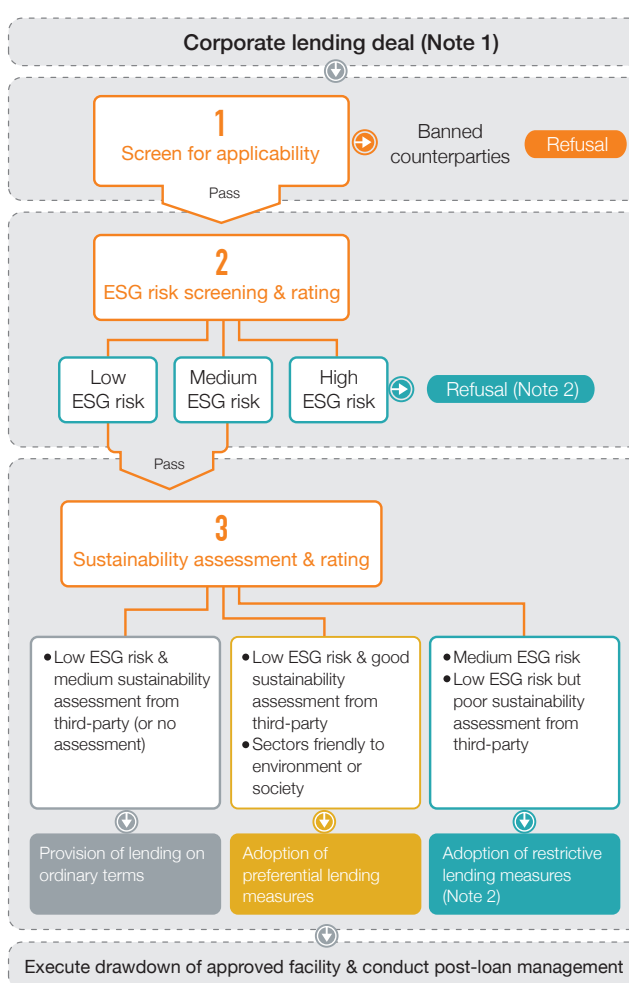 Corporate lending deal (Note 1)
1
Screen for applicability
Banned
counterparties
Refusal
Pass
2
ESG risk screening & rating
Low
ESG risk
Medium
ESG risk
High
ESG risk
Refusal (Note 2)
Pass
3
Sustainability assessment & rating
●Low ESG risk &
medium sustainability
assessment from
third-party (or no
assessment)
●Low ESG risk & good
sustainability
assessment from
third-party
●Sectors friendly to
environment or
society
●Medium ESG risk
●Low ESG risk but
poor sustainability
assessment from
third-party
Provision of lending on
ordinary terms
Adoption of
preferential lending
measures
Adoption of restrictive
lending measures
(Note 2)
Execute drawdown of approved facility & conduct post-loan management